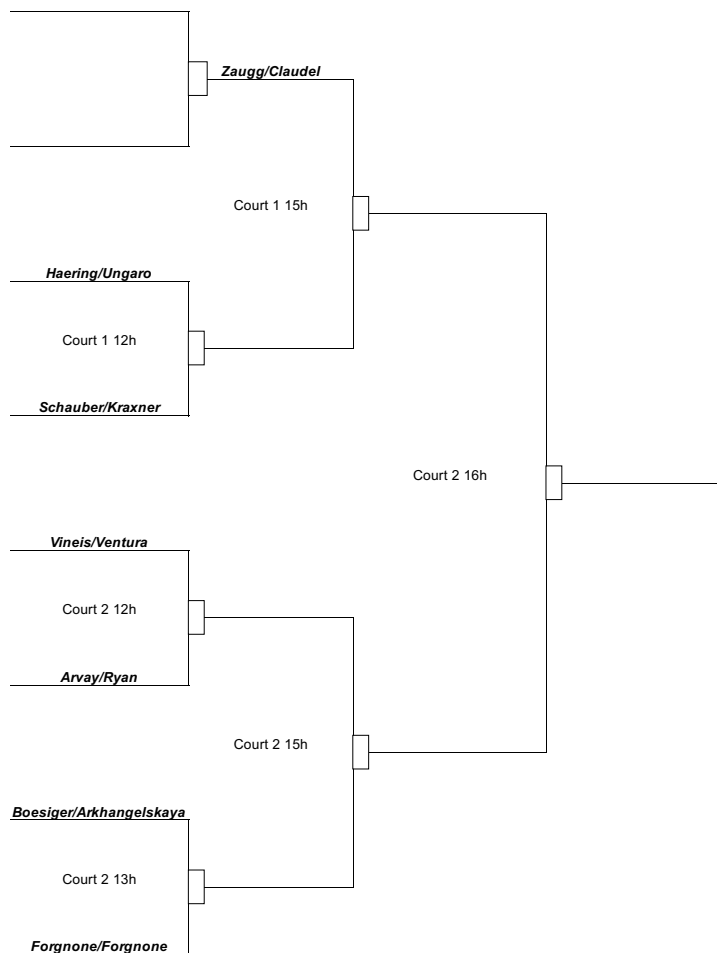 Zaugg/Claudel
Court 1 15h
Haering/Ungaro
Court 1 12h
Schauber/Kraxner
Court 2 16h
Vineis/Ventura
Court 2 12h
Arvay/Ryan
Court 2 15h
Boesiger/Arkhangelskaya
Court 2 13h
Forgnone/Forgnone